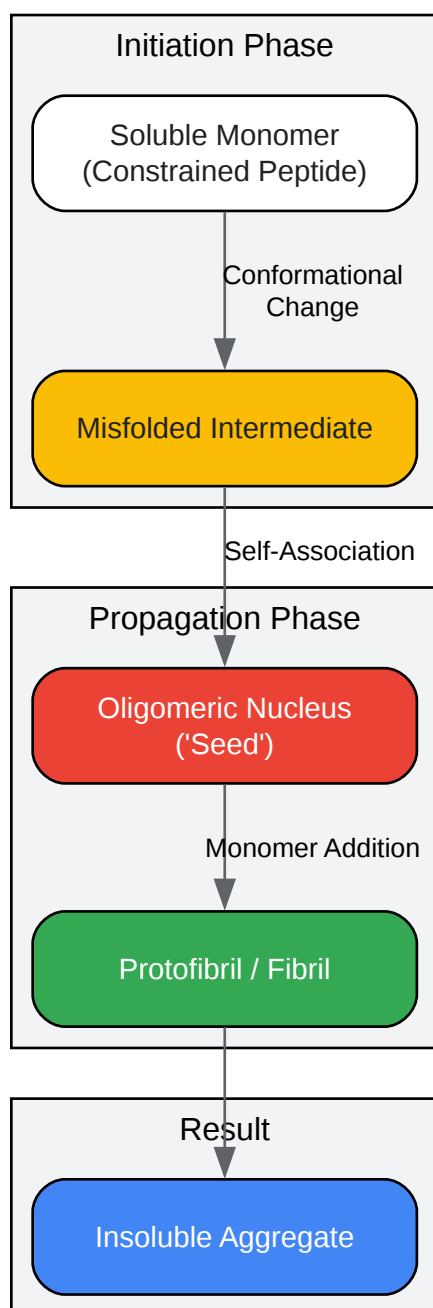 Initiation Phase
Soluble Monomer
(Constrained Peptide)
Conformational
Change
Misfolded Intermediate
Self-Association
Propagation Phase
Oligomeric Nucleus
('Seed')
Monomer Addition
Protofibril / Fibril
Result
Insoluble Aggregate